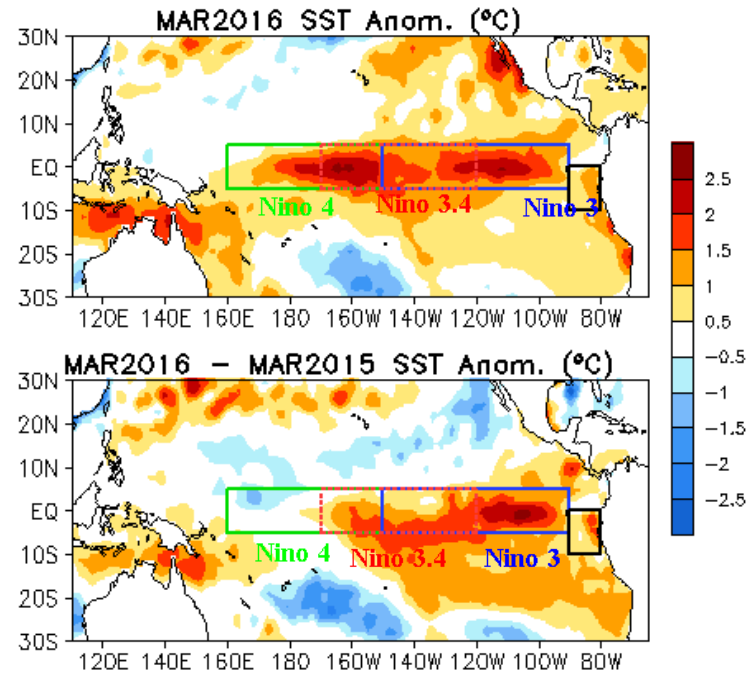 MAR2016 SST Anom. (ºC)
30N
20N
10N
EQ
10S
20S
30S
Nino 4
Nino 3.4
Nino 3
120E 140E 160E 180 160W 140W 120W 100W 80W
MAR2016 – MAR2015 SST Anom. (ºC)
30N
20N
10N
EQ
10S
20S
30S
Nino 4
Nino 3.4
Nino 3
120E 140E 160E 180 160W 140W 120W 100W 80W
2.5
2
1.5
1
0.5
−0.5
−1
−1.5
−2
−2.5